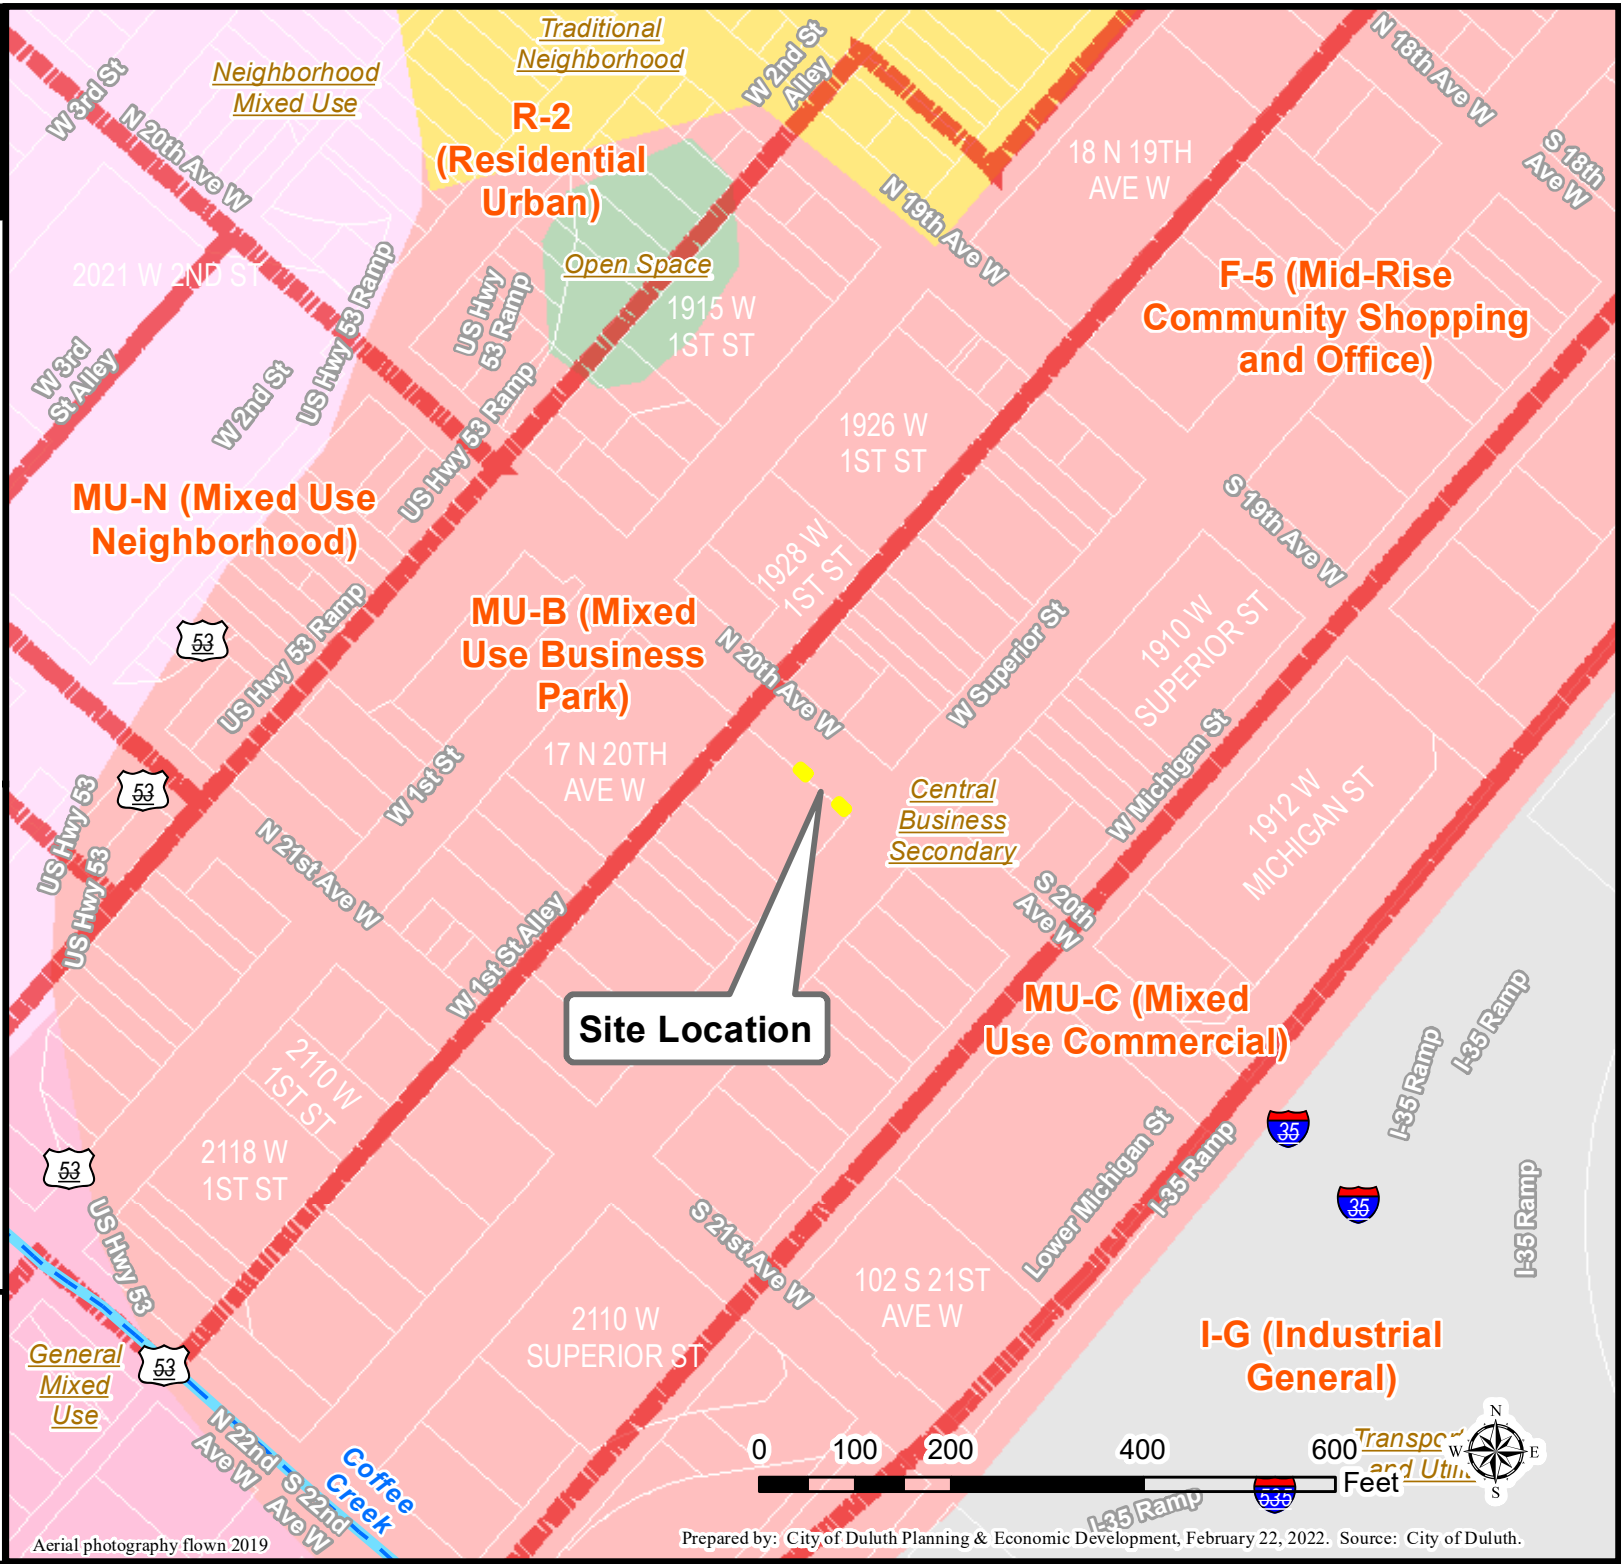 Traditional
Neighborhood
Neighborhood
Mixed Use
W 2nd St
Alley
N 18th Ave W
W 3rd St
N 20th Ave W
R-2
(Residential
Urban)
18 N 19TH
AVE W
S 18th
Ave W
N 19th Ave W
2021 W 2ND ST
US Hwy 53 Ramp
US Hwy
53 Ramp
Open Space
1915 W
1ST ST
F-5 (Mid-Rise
Community Shopping
and Office)
W 3rd
St Alley
W 2nd St
US Hwy 53 Ramp
1926 W
1ST ST
MU-N (Mixed Use
Neighborhood)
S 19th Ave W
1928 W
1ST ST
US Hwy 53 Ramp
MU-B (Mixed
Use Business
Park)
N 20th Ave W
W Superior St
1910 W
SUPERIOR ST
53
53
W 1st St
17 N 20TH
AVE W
Central
Business
Secondary
W Michigan St
1912 W
MICHIGAN ST
US Hwy 53
US Hwy 53
N 21st Ave W
W 1st St Alley
S 20th
Ave W
Site Location
MU-C (Mixed
Use Commercial)
I-35 Ramp
I-35 Ramp
2110 W
1ST ST
2118 W
1ST ST
53
US Hwy 53
Lower Michigan St
I-35 Ramp
35
35
I-35 Ramp
S 21st Ave W
102 S 21ST
AVE W
2110 W
SUPERIOR ST
I-G (Industrial
General)
General
Mixed
Use
53
N 22nd
Ave W
S 22nd
Ave W
Coffee
Creek
0 100 200 400 600
Feet
N
W E
S
535
I-35 Ramp
Aerial photography flown 2019
Prepared by: City of Duluth Planning & Economic Development, February 22, 2022. Source: City of Duluth.